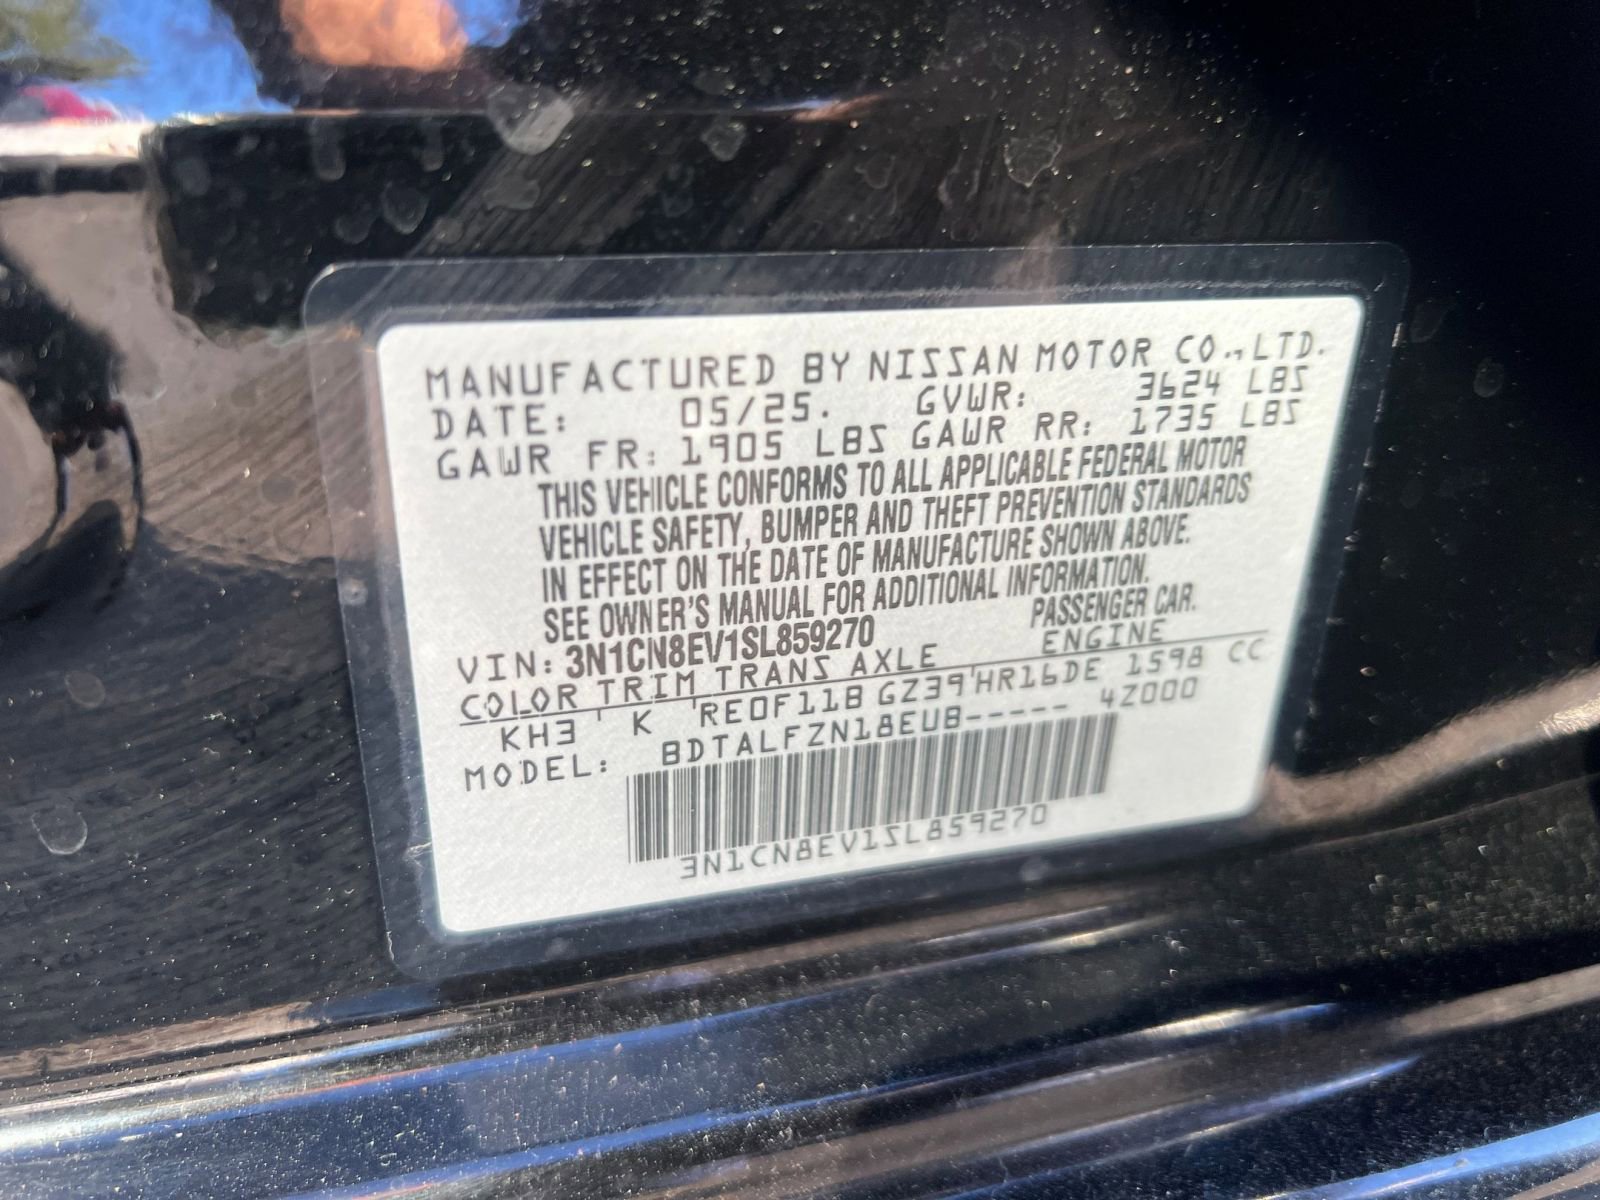 MANUFACTURED BY NISSAN MOTOR CO., LTD.
DATE: 05/25. GVWR: 3624 LBS
GAWR FR: 1905 LBS GAWR RR: 1735 LBS
THIS VEHICLE CONFORMS TO ALL APPLICABLE FEDERAL MOTOR
VEHICLE SAFETY, BUMPER AND THEFT PREVENTION STANDARDS
IN EFFECT ON THE DATE OF MANUFACTURE SHOWN ABOVE.
SEE OWNER'S MANUAL FOR ADDITIONAL INFORMATION.
VIN: 3N1CN8EV1SL859270 PASSENGER CAR.
COLOR TRIM TRANS AXLE ENGINE
KH3 K RE0F11B GZ39 HR16DE 1598 CC
MODEL: BDTALFZN18EUB----- 4Z000
3N1CN8EV1SL859270